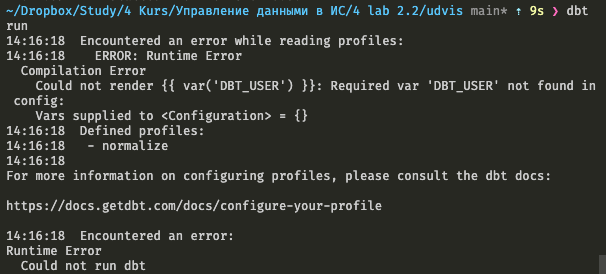 ~/Dropbox/Study/4 Kurs/Управление данными в ИС/4 lab 2.2/udvis main* ⇡ 9s ❯ dbt
run
14:16:18  Encountered an error while reading profiles:
14:16:18    ERROR: Runtime Error
  Compilation Error
    Could not render {{ var('DBT_USER') }}: Required var 'DBT_USER' not found in
 config:
    Vars supplied to <Configuration> = {}
14:16:18  Defined profiles:
14:16:18   - normalize
14:16:18
For more information on configuring profiles, please consult the dbt docs:

https://docs.getdbt.com/docs/configure-your-profile

14:16:18  Encountered an error:
Runtime Error
  Could not run dbt